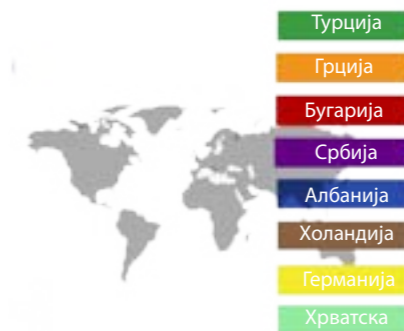 Турција
Грција
Бугарија
Србија
Албанија
Холандија
Германија
Хрватска